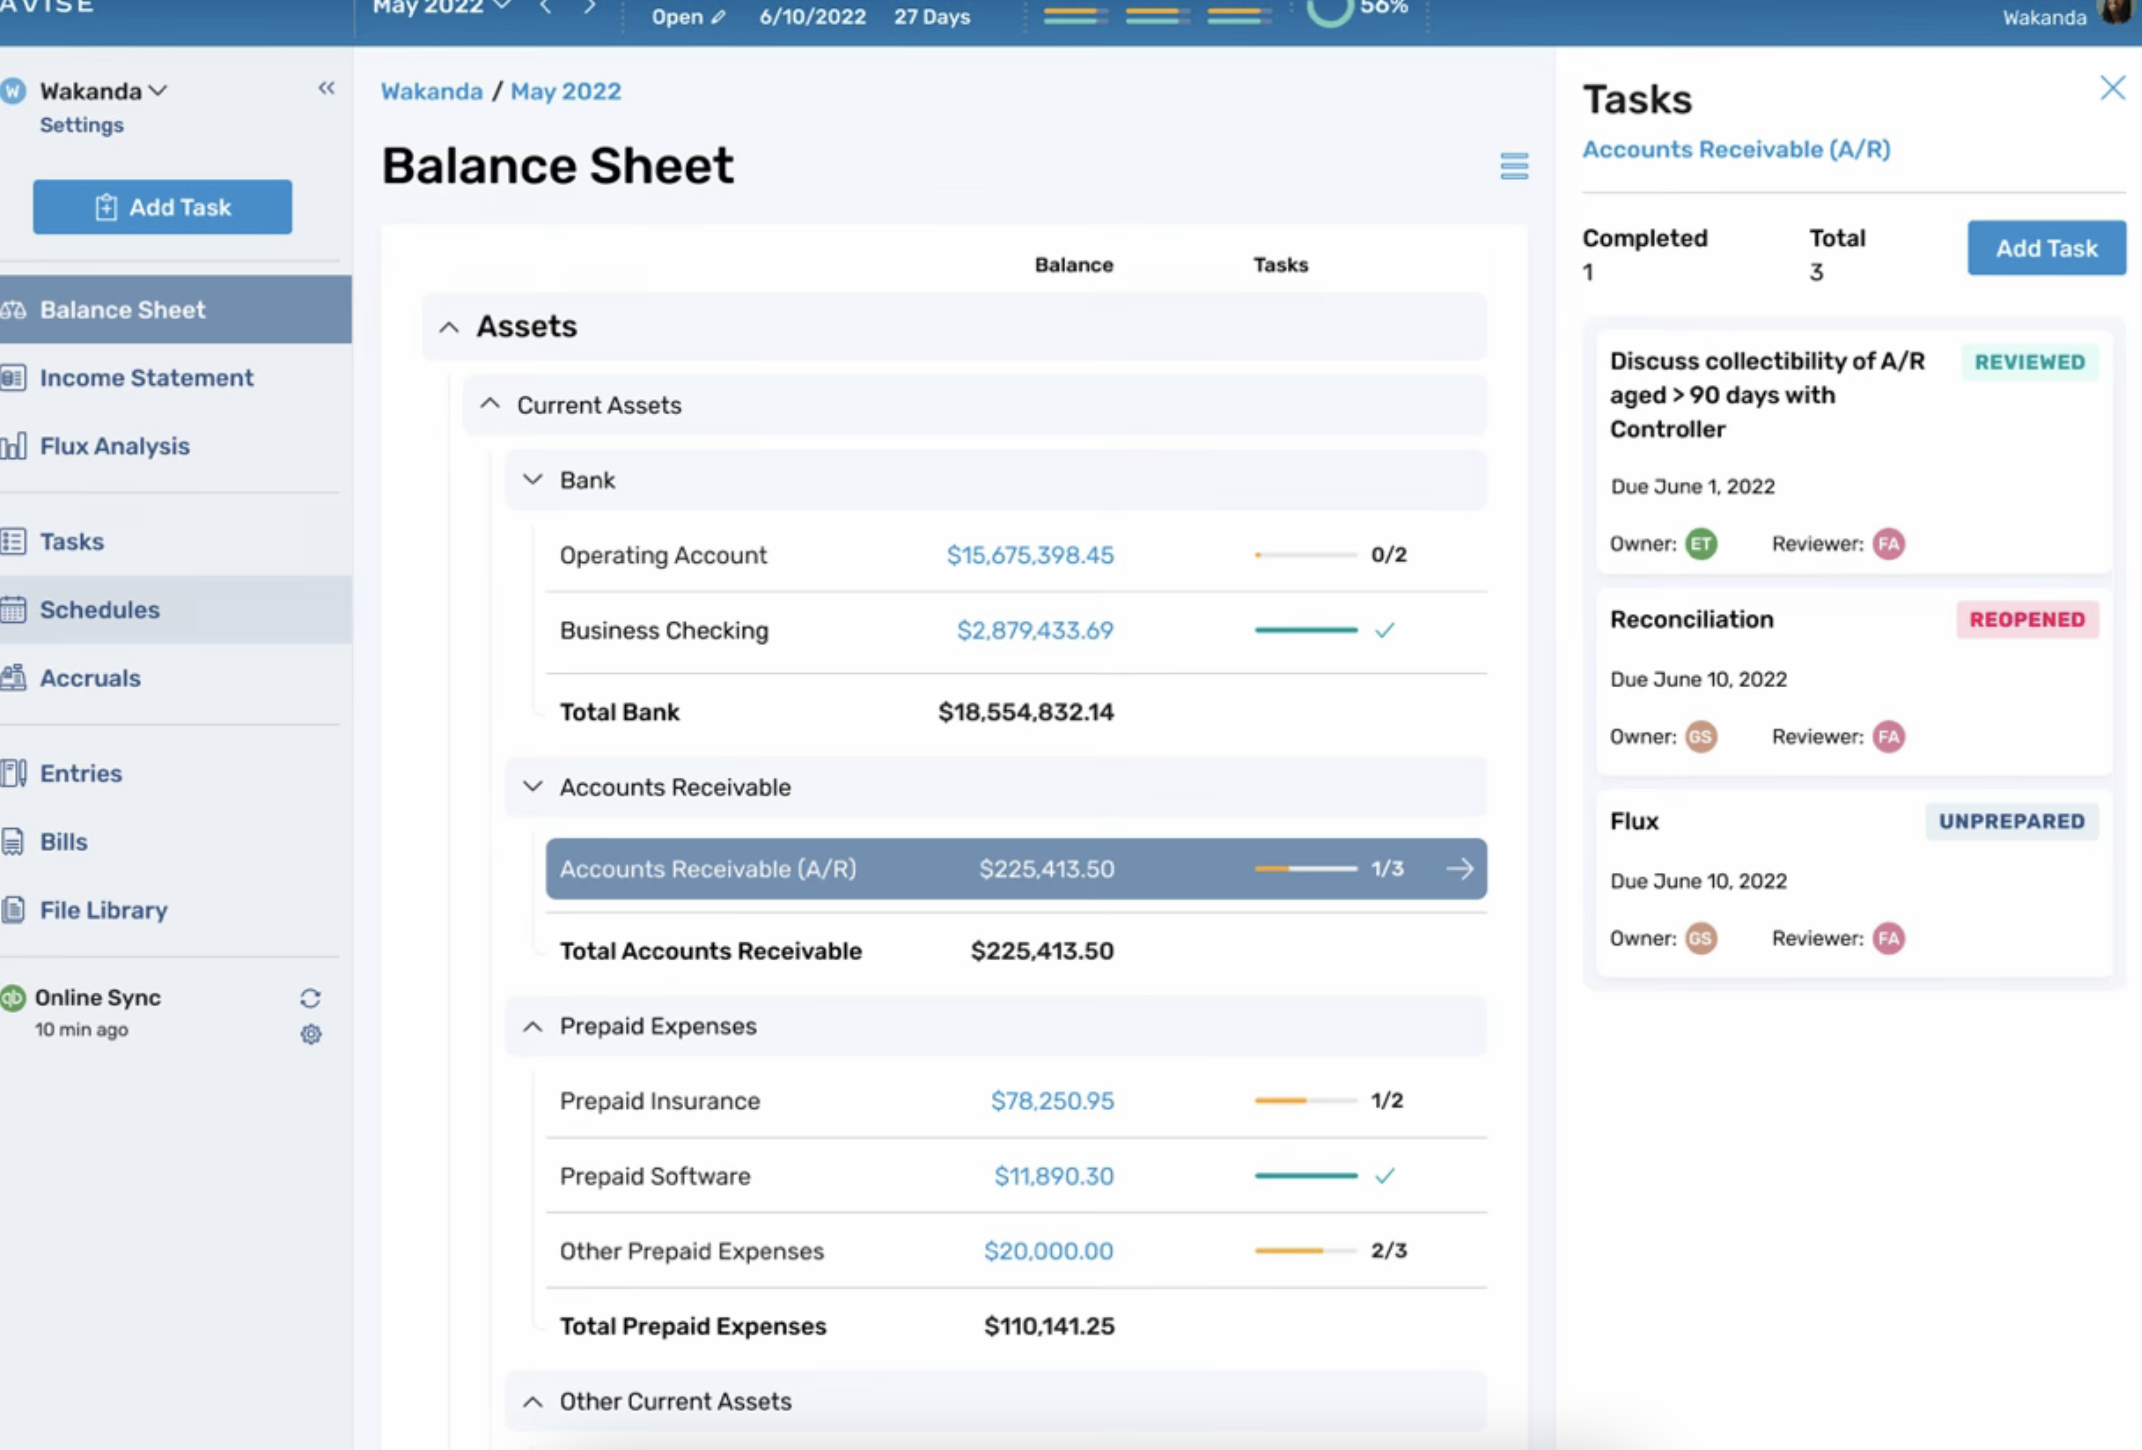 AVISE
May 2022
Open 6/10/2022 27 Days
56%
Wakanda
W Wakanda
Settings
Add Task
Balance Sheet
Income Statement
Flux Analysis
Tasks
Schedules
Accruals
Entries
Bills
File Library
qb Online Sync
10 min ago
Wakanda / May 2022
Balance Sheet
Balance Tasks
Assets
Current Assets
Bank
Operating Account $15,675,398.45 0/2
Business Checking $2,879,433.69
Total Bank $18,554,832.14
Accounts Receivable
Accounts Receivable (A/R) $225,413.50 1/3
Total Accounts Receivable $225,413.50
Prepaid Expenses
Prepaid Insurance $78,250.95 1/2
Prepaid Software $11,890.30
Other Prepaid Expenses $20,000.00 2/3
Total Prepaid Expenses $110,141.25
Other Current Assets
Tasks
Accounts Receivable (A/R)
Completed Total
1 3
Add Task
Discuss collectibility of A/R REVIEWED
aged > 90 days with
Controller
Due June 1, 2022
Owner: ET Reviewer: FA
Reconciliation REOPENED
Due June 10, 2022
Owner: GS Reviewer: FA
Flux UNPREPARED
Due June 10, 2022
Owner: GS Reviewer: FA